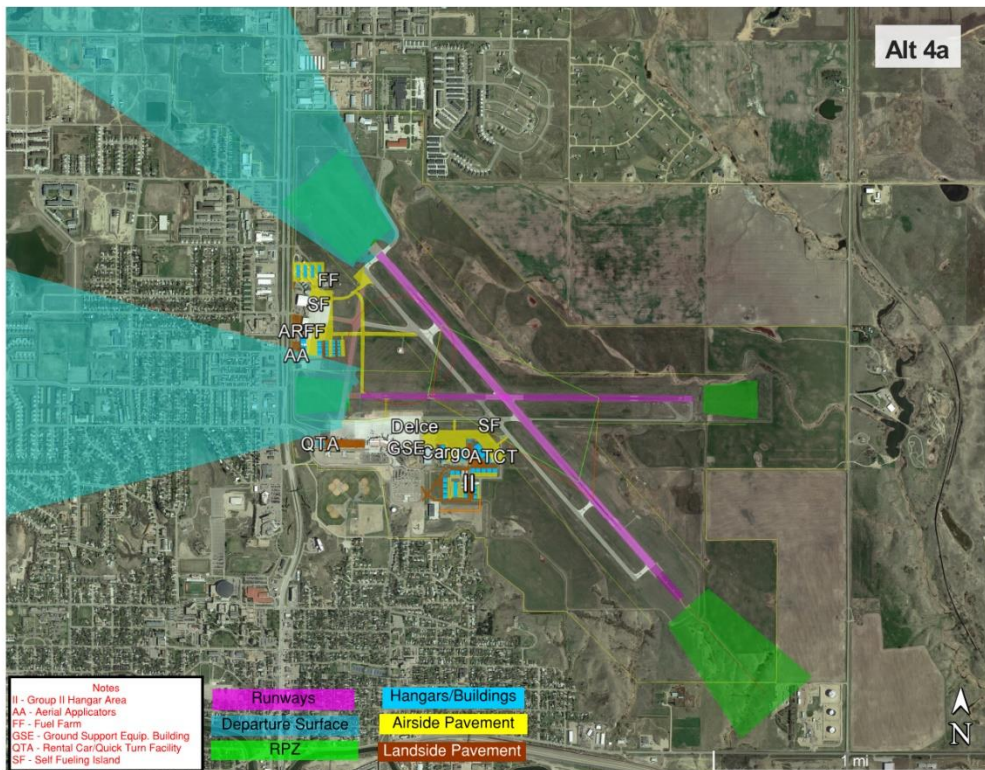 Alt 4a
FF
SF
ARFF
AA
QTA
Delce
SF
GSE
Cargo
ATCT
II
Notes
II - Group II Hangar Area
AA - Aerial Applicators
FF - Fuel Farm
GSE - Ground Support Equip. Building
QTA - Rental Car/Quick Turn Facility
SF - Self Fueling Island
Runways
Hangars/Buildings
Departure Surface
Airside Pavement
RPZ
Landside Pavement
1 mi
N